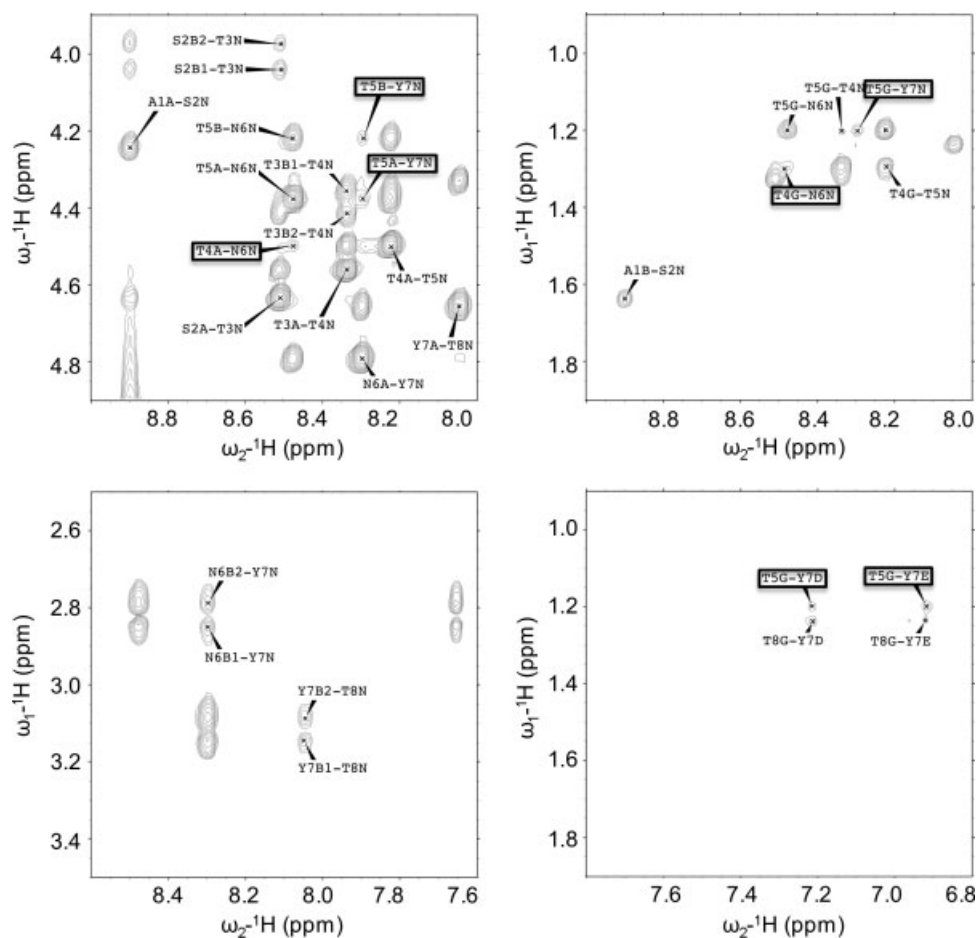 4.0
4.2
4.4
4.6
4.8
ω₁-¹H (ppm)
S2B2-T3N
S2B1-T3N
T5B-Y7N
A1A-S2N
T5B-N6N
T3B1-T4N
T5A-N6N
T5A-Y7N
T3B2-T4N
T4A-N6N
T4A-T5N
S2A-T3N
T3A-T4N
Y7A-T8N
N6A-Y7N
8.8 8.6 8.4 8.2 8.0
ω₂-¹H (ppm)
1.0
1.2
1.4
1.6
1.8
ω₁-¹H (ppm)
T5G-T4N
T5G-Y7N
T5G-N6N
T4G-N6N
T4G-T5N
A1B-S2N
8.8 8.6 8.4 8.2 8.0
ω₂-¹H (ppm)
2.6
2.8
3.0
3.2
3.4
ω₁-¹H (ppm)
N6B2-Y7N
N6B1-Y7N
Y7B2-T8N
Y7B1-T8N
8.4 8.2 8.0 7.8 7.6
ω₂-¹H (ppm)
1.0
1.2
1.4
1.6
1.8
ω₁-¹H (ppm)
T5G-Y7D
T5G-Y7E
T8G-Y7D
T8G-Y7E
7.6 7.4 7.2 7.0 6.8
ω₂-¹H (ppm)